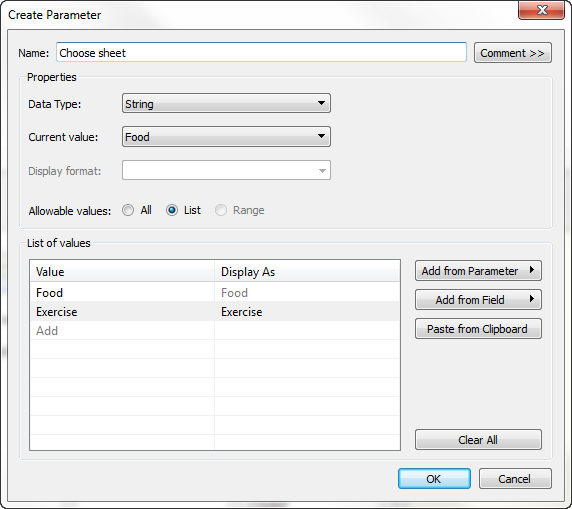 Create Parameter
Name: Choose sheet Comment >>
Properties
Data Type: String
Current value: Food
Display format:
Allowable values: All List Range
List of values
Value Display As
Food Food
Exercise Exercise
Add
Add from Parameter
Add from Field
Paste from Clipboard
Clear All
OK Cancel